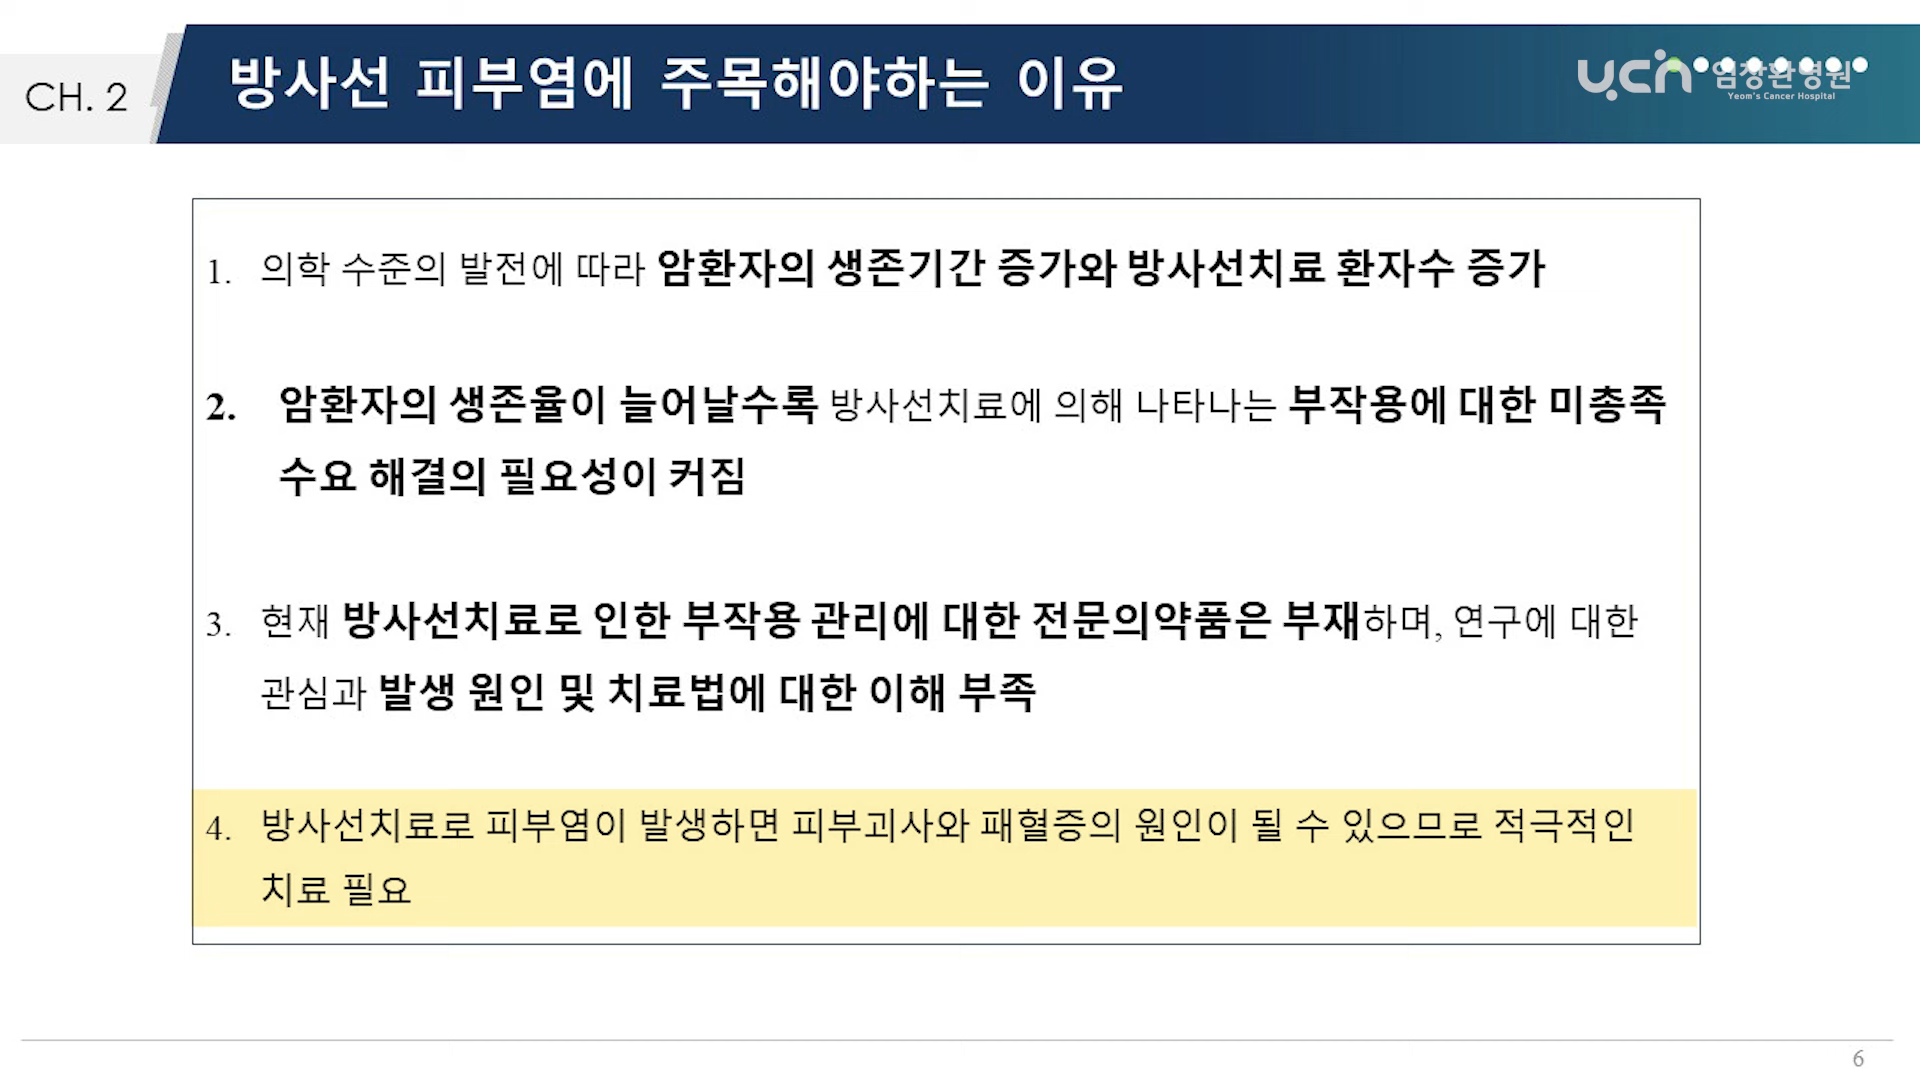 CH. 2
방사선 피부염에 주목해야하는 이유
ucn 염창환병원
Yeom's Cancer Hospital
1. 의학 수준의 발전에 따라 암환자의 생존기간 증가와 방사선치료 환자수 증가
2. 암환자의 생존율이 늘어날수록 방사선치료에 의해 나타나는 부작용에 대한 미충족
수요 해결의 필요성이 커짐
3. 현재 방사선치료로 인한 부작용 관리에 대한 전문의약품은 부재하며, 연구에 대한
관심과 발생 원인 및 치료법에 대한 이해 부족
4. 방사선치료로 피부염이 발생하면 피부괴사와 패혈증의 원인이 될 수 있으므로 적극적인
치료 필요
6